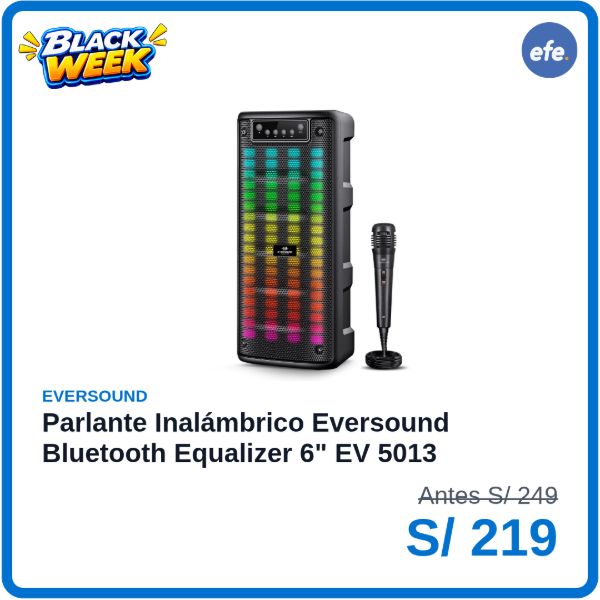 BLACK
WEEK
efe.
EVERSOUND
Parlante Inalámbrico Eversound
Bluetooth Equalizer 6" EV 5013
Antes S/ 249
S/ 219